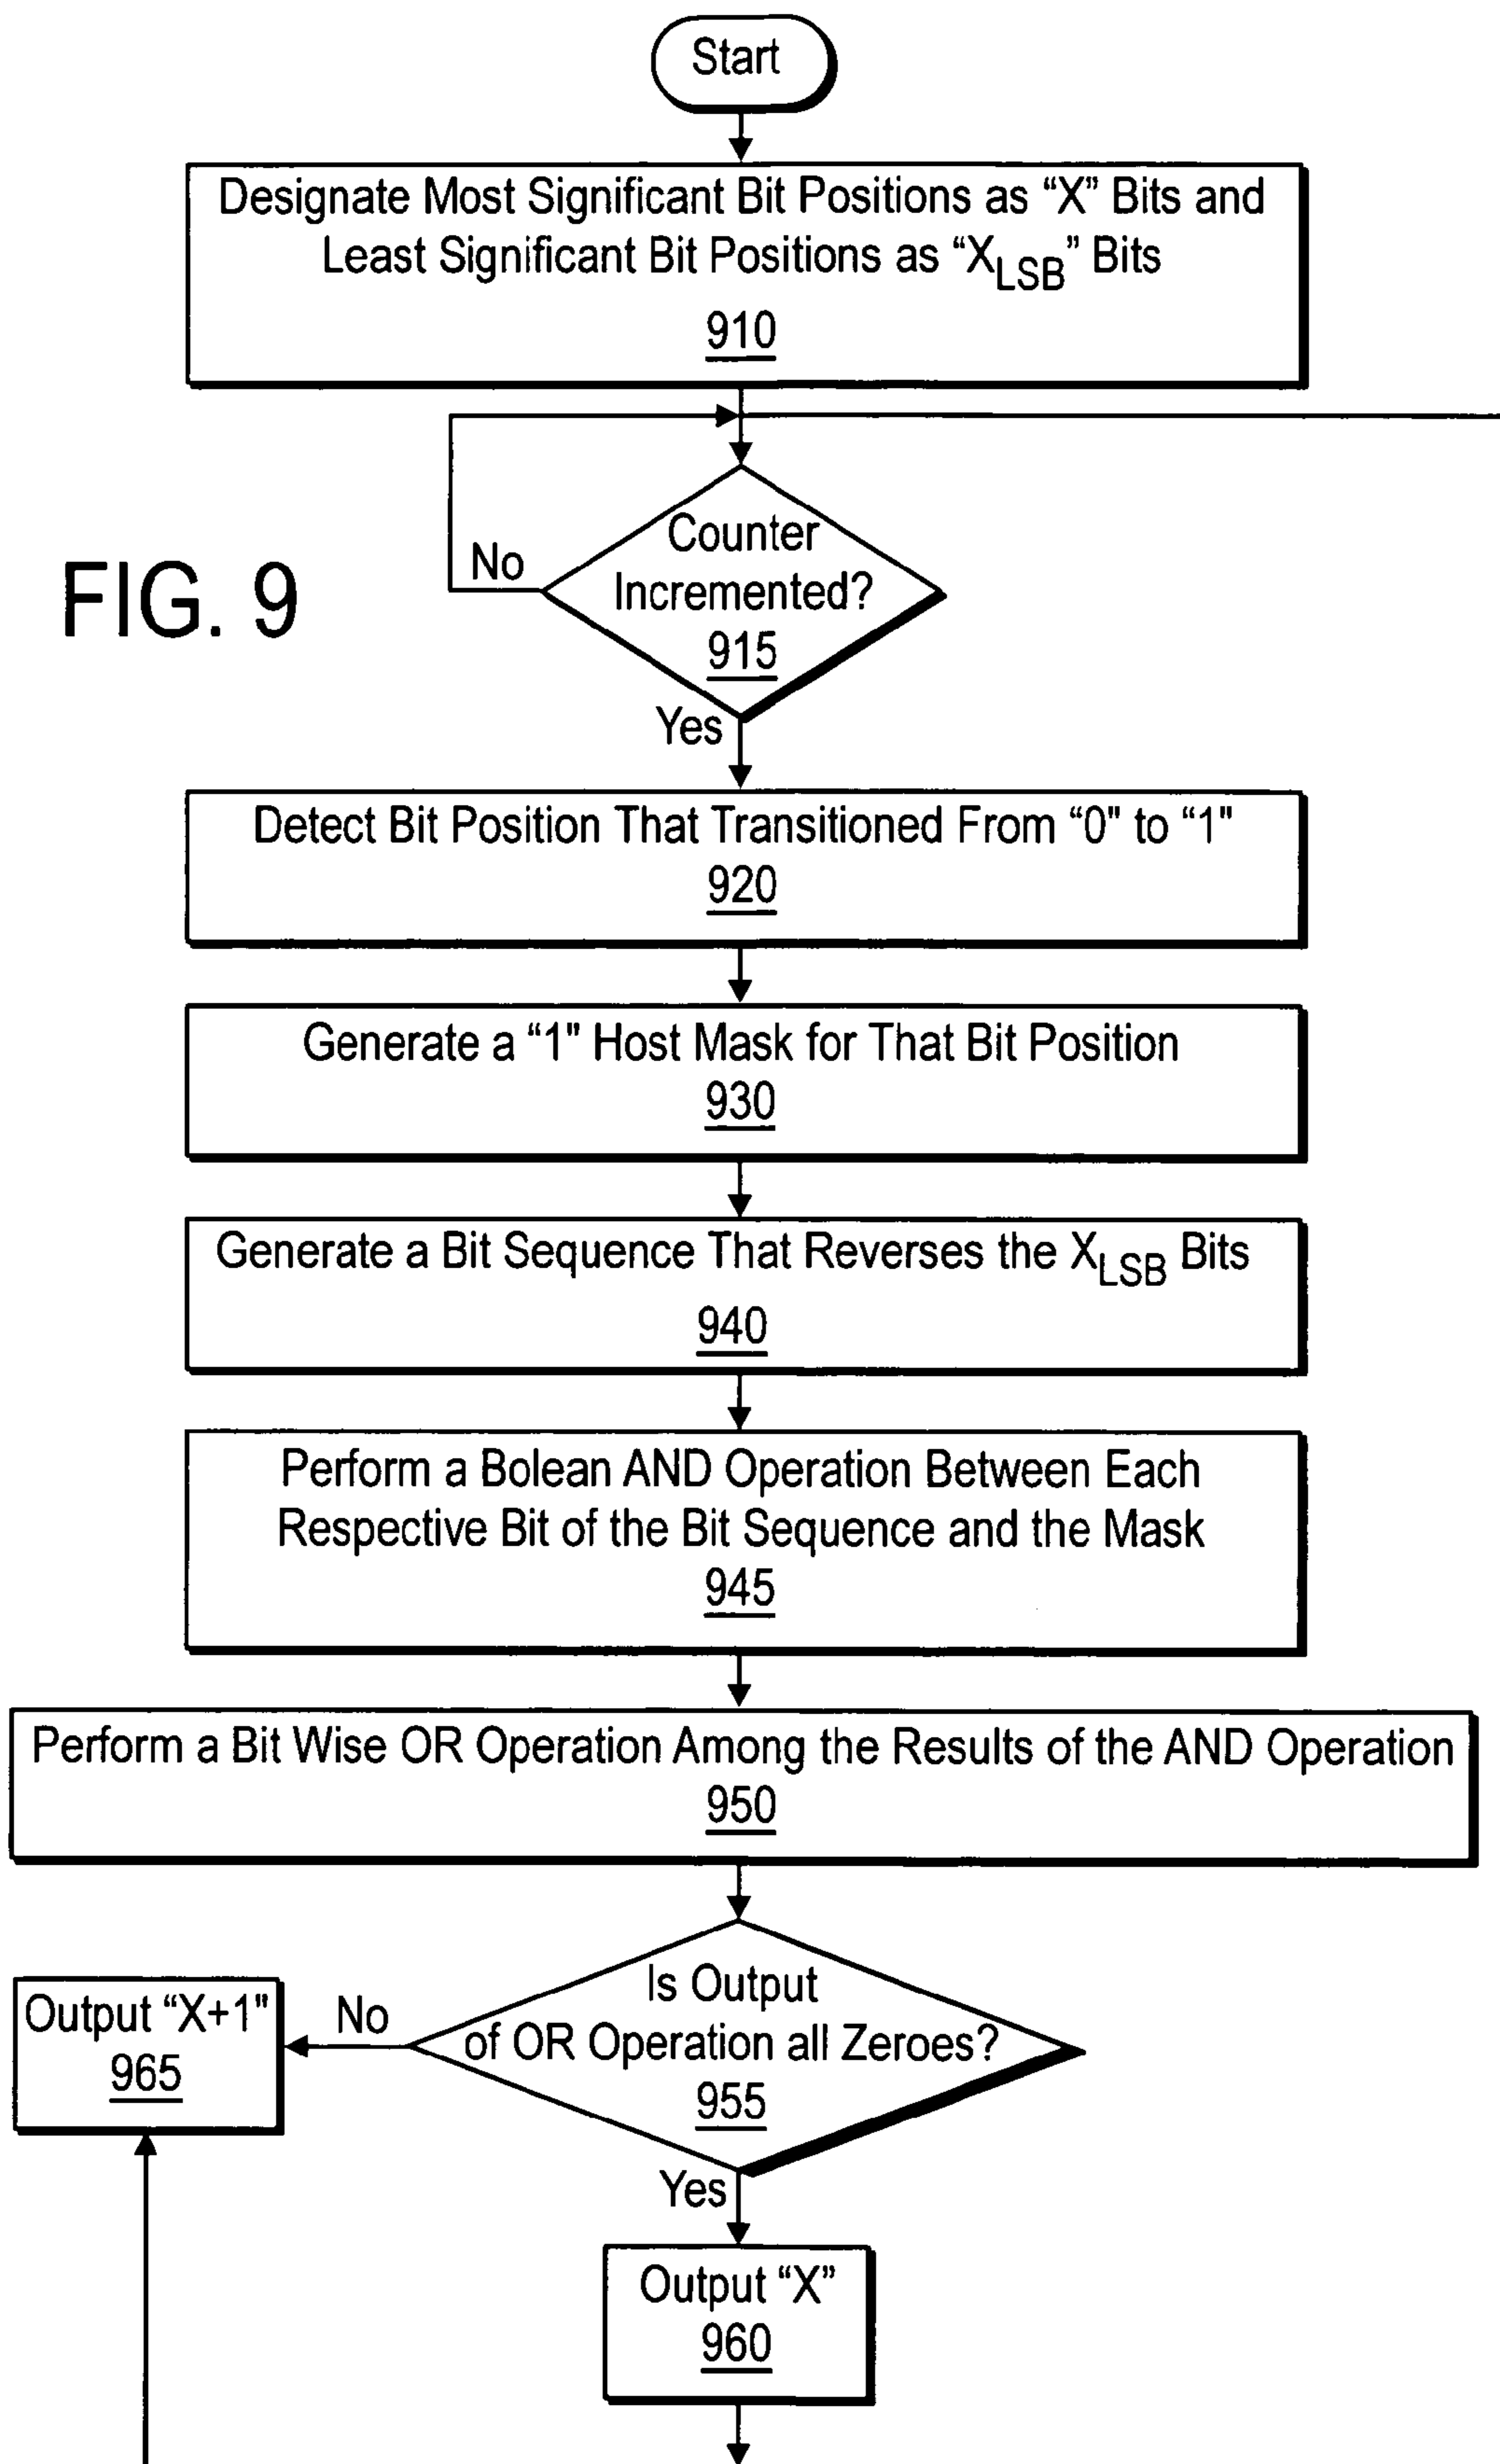 Start
Designate Most Significant Bit Positions as “X” Bits and
Least Significant Bit Positions as “XLSB” Bits
910
FIG. 9
No
Counter
Incremented?
915
Yes
Detect Bit Position That Transitioned From “0" to “1"
920
Generate a “1" Host Mask for That Bit Position
930
Generate a Bit Sequence That Reverses the XLSB Bits
940
Perform a Bolean AND Operation Between Each
Respective Bit of the Bit Sequence and the Mask
945
Perform a Bit Wise OR Operation Among the Results of the AND Operation
950
Is Output
of OR Operation all Zeroes?
955
No
Output “X+1"
965
Yes
Output “X”
960